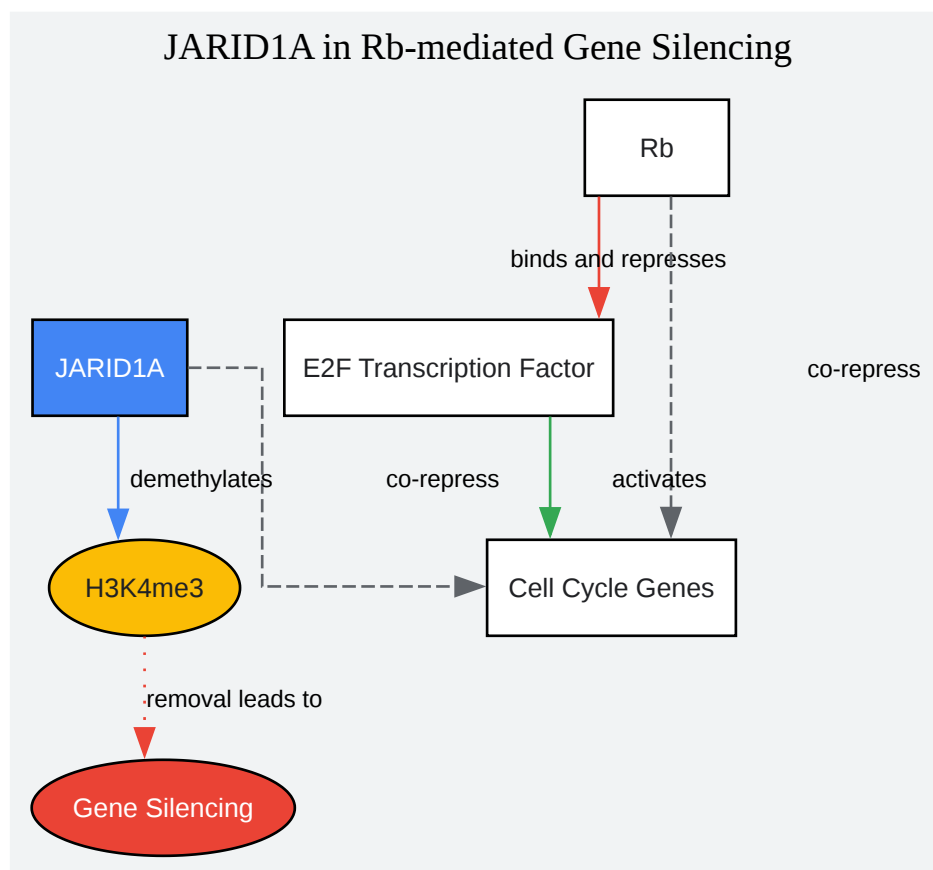 JARID1A in Rb-mediated Gene Silencing
Rb
binds and represses
JARID1A
E2F Transcription Factor
co-repress
demethylates
co-repress
activates
H3K4me3
Cell Cycle Genes
removal leads to
Gene Silencing